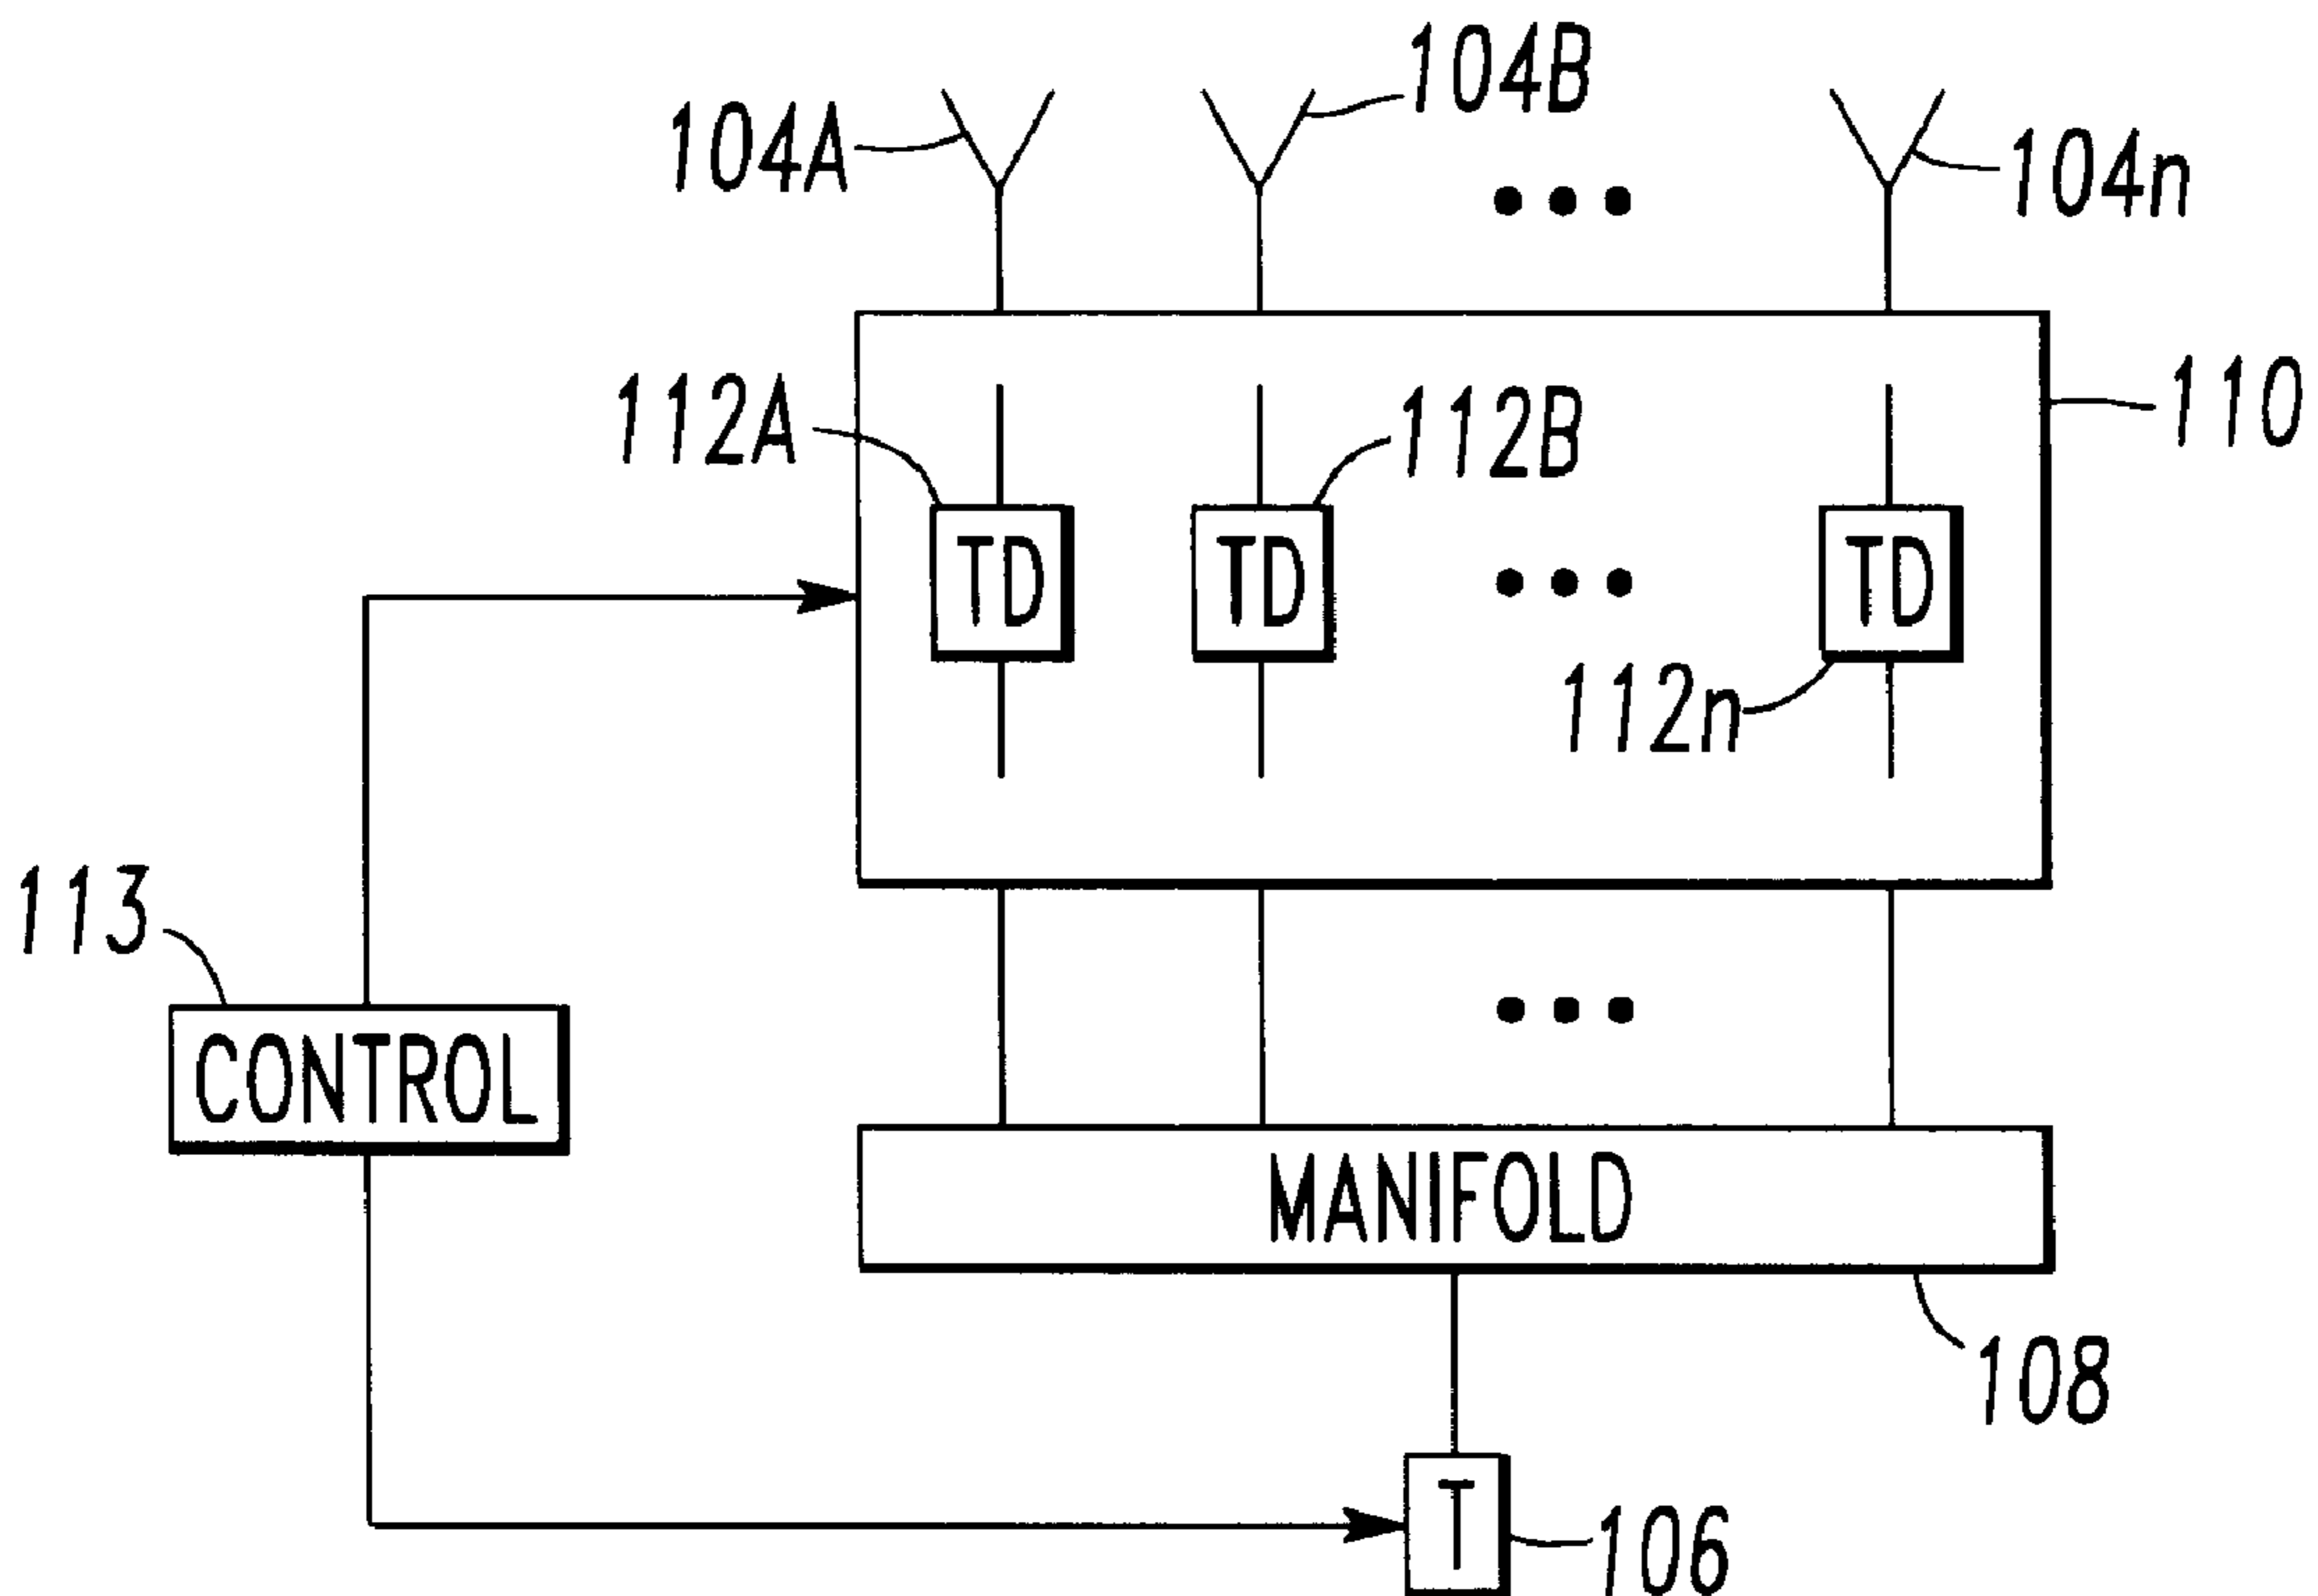 104A
104B
104n
110
112A
112B
TD
TD
TD
112n
113
CONTROL
MANIFOLD
108
T
106